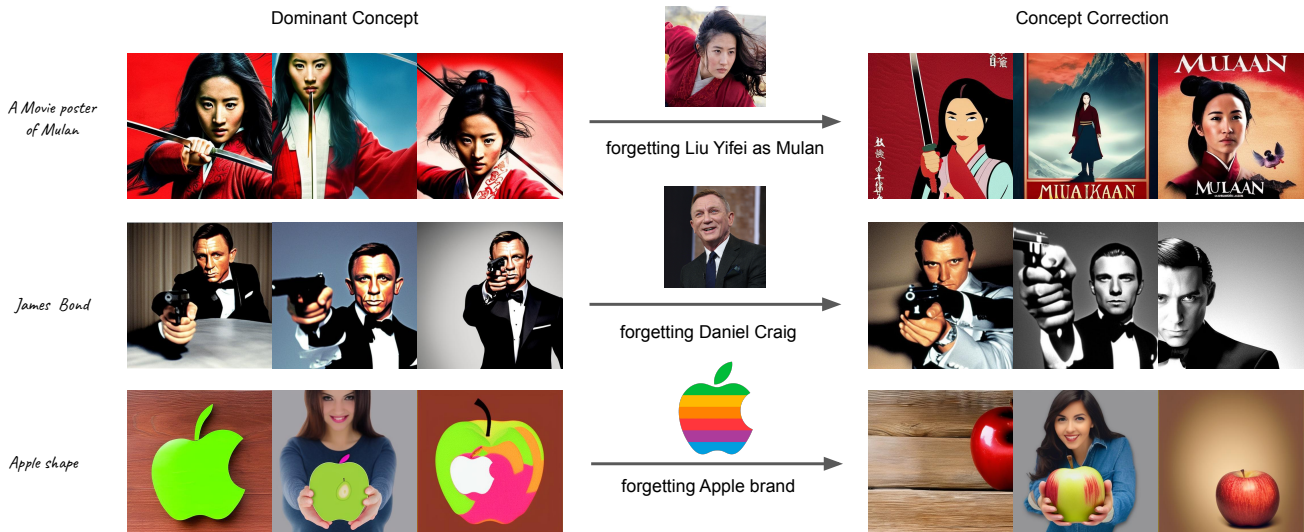 Dominant Concept
Concept Correction
A Movie poster
of Mulan
forgetting Liu Yifei as Mulan
MULAAN
MIUAIKAAN
MULAAN
James Bond
forgetting Daniel Craig
Apple shape
forgetting Apple brand